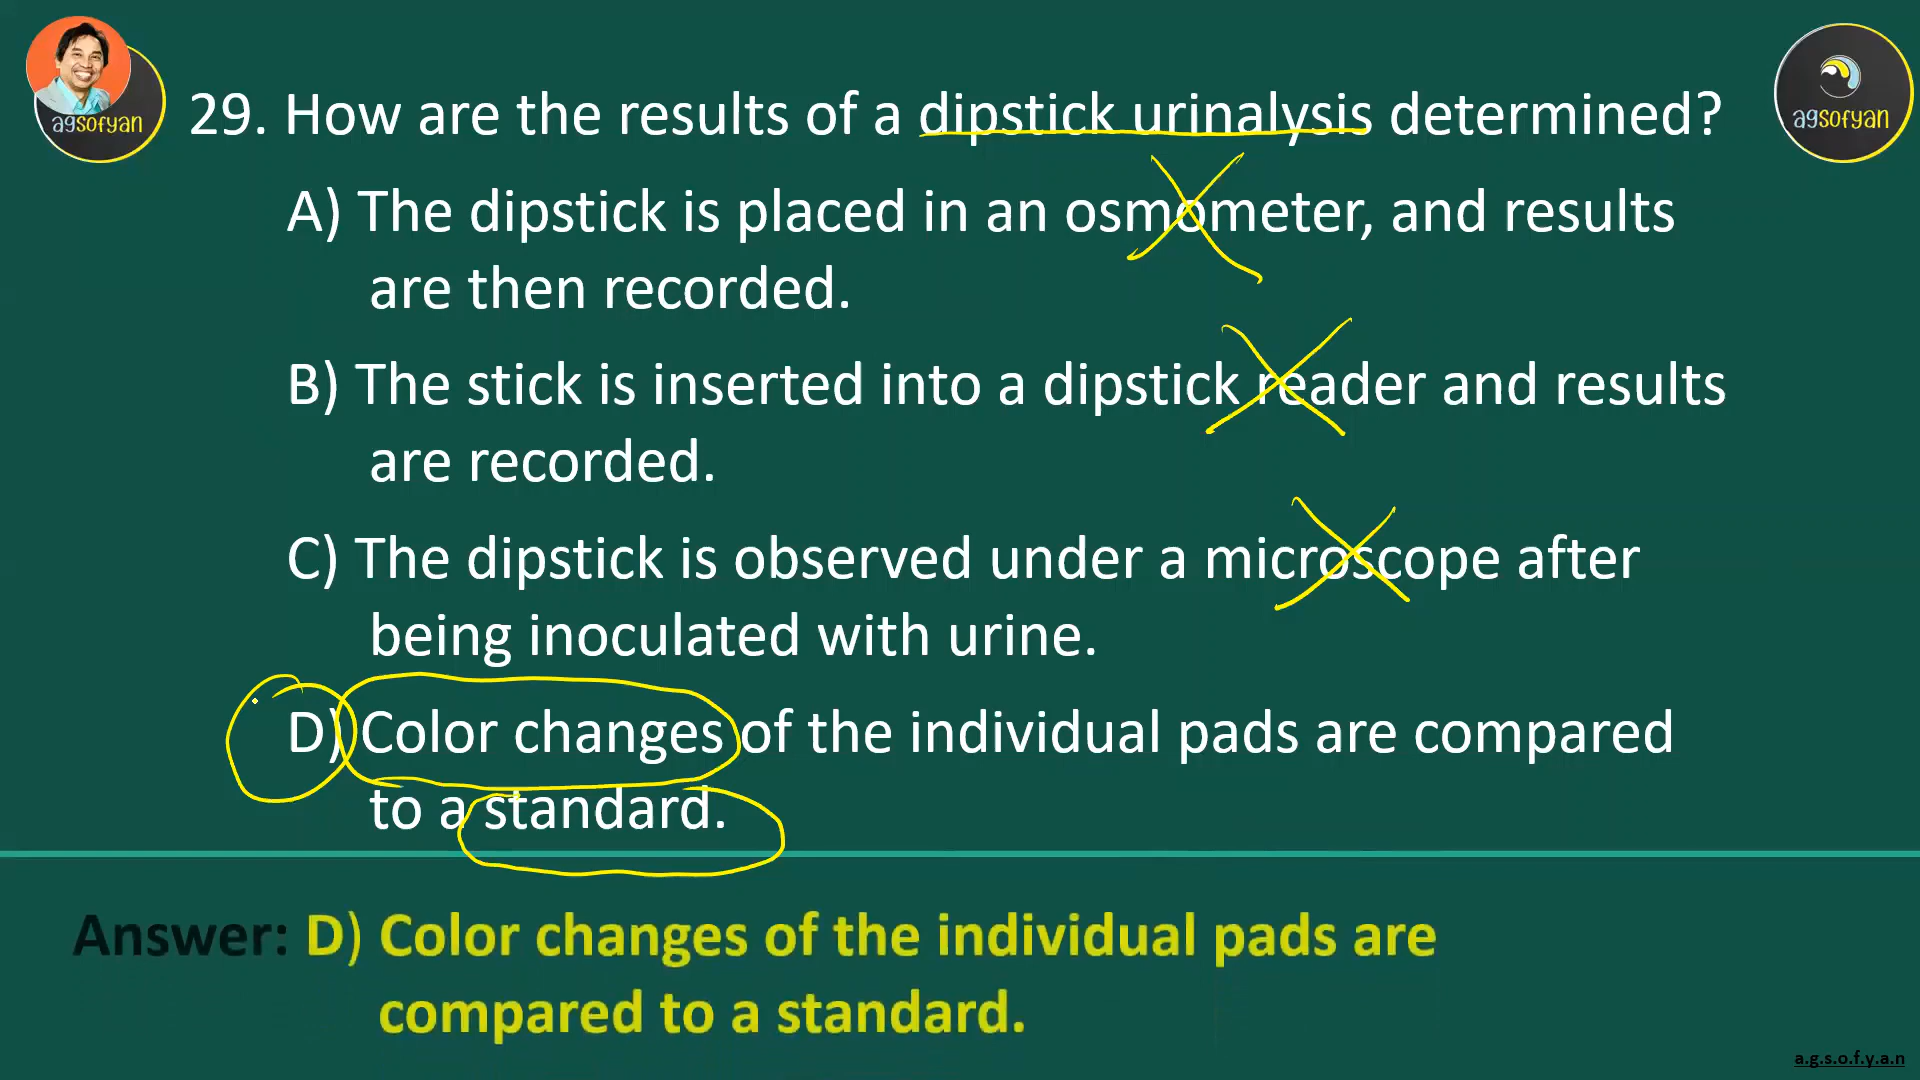 agsofyan
agsofyan
29. How are the results of a dipstick urinalysis determined?
A) The dipstick is placed in an osmometer, and results
are then recorded.
B) The stick is inserted into a dipstick reader and results
are recorded.
C) The dipstick is observed under a microscope after
being inoculated with urine.
D) Color changes of the individual pads are compared
to a standard.
Answer: D) Color changes of the individual pads are
compared to a standard.
a.g.s.o.f.y.a.n